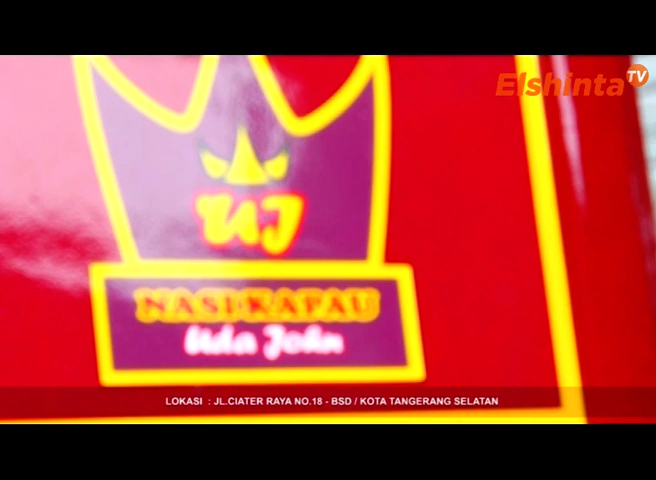 Elshinta TV
UJ
NASI KAPAU
Uda John
LOKASI : JL.CIATER RAYA NO.18 - BSD / KOTA TANGERANG SELATAN